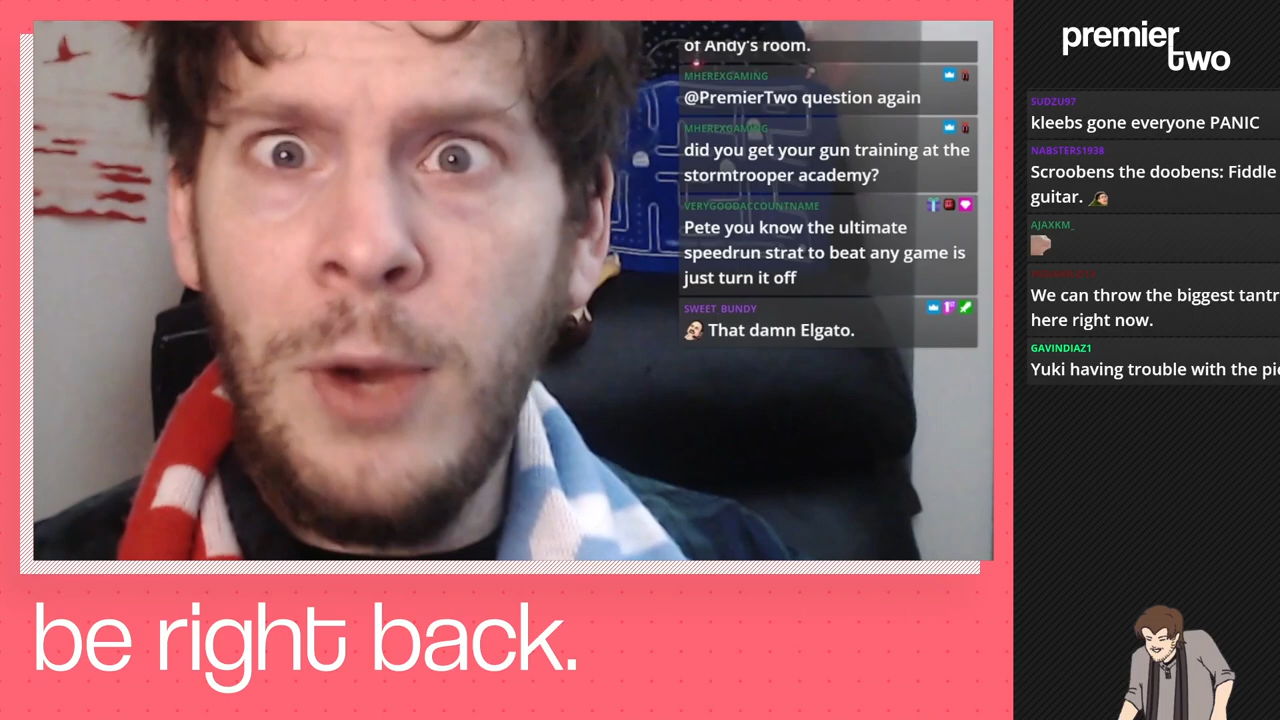 of Andy's room.
MHEREXGAMING
@PremierTwo question again
MHEREXGAMING
did you get your gun training at the
stormtrooper academy?
VERYGOODACCOUNTNAME
Pete you know the ultimate
speedrun strat to beat any game is
just turn it off
SWEET_BUNDY
That damn Elgato.
be right back.
premier
two
SUDZU97
kleebs gone everyone PANIC
NABSTERS1938
Scroobens the doobens: Fiddle
guitar.
AJAXKM_
We can throw the biggest tantr
here right now.
GAVINDIAZ1
Yuki having trouble with the pi